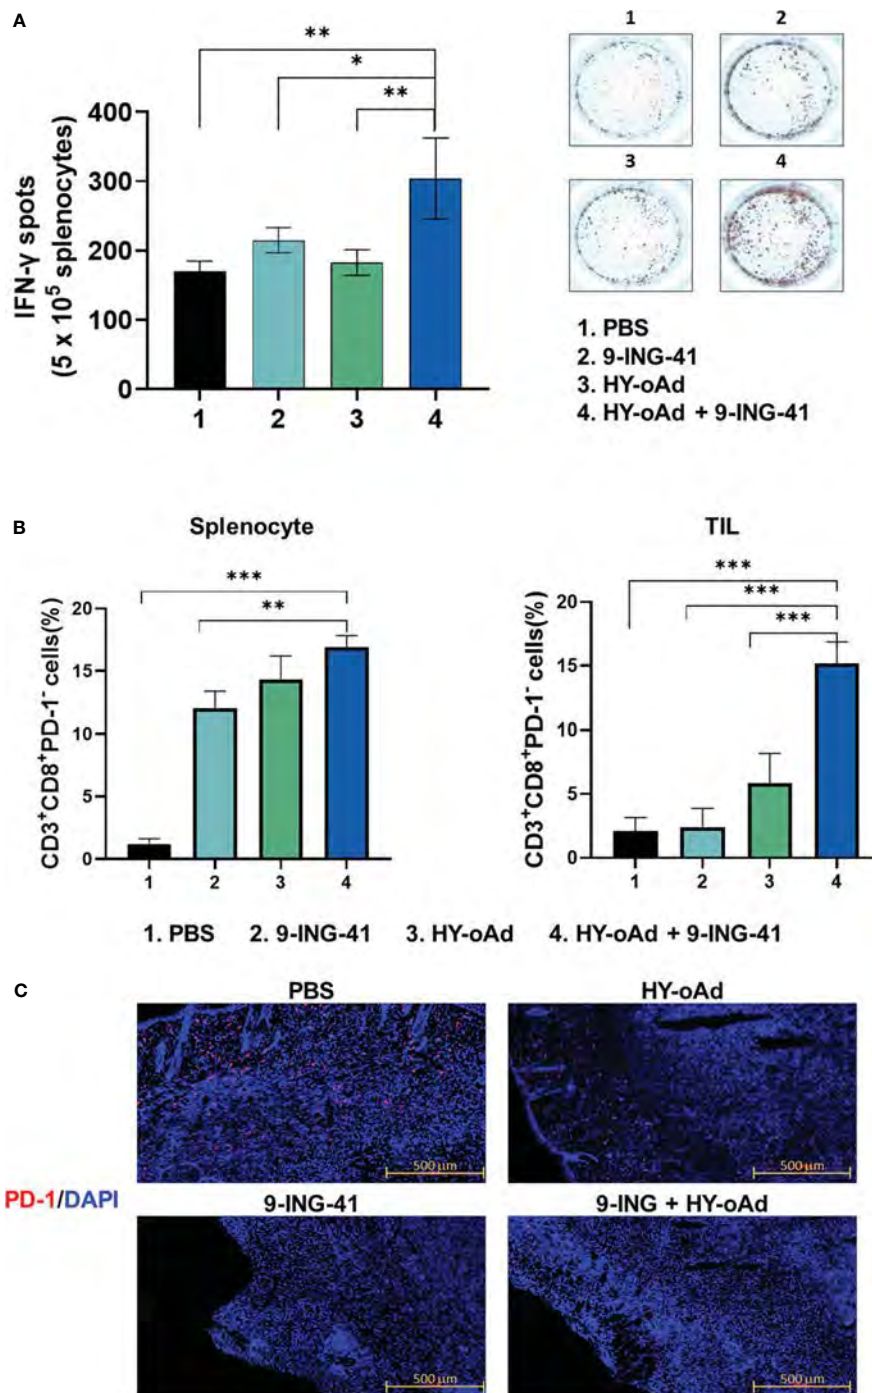 A
**
*
**
400
300
200
100
0
IFN-γ spots
(5 x 10⁵ splenocytes)
1 2 3 4
1 2
3 4
1. PBS
2. 9-ING-41
3. HY-oAd
4. HY-oAd + 9-ING-41
B
Splenocyte
***
**
20
15
10
5
0
CD3⁺CD8⁺PD-1⁻ cells(%)
1 2 3 4
TIL
***
***
***
20
15
10
5
0
CD3⁺CD8⁺PD-1⁻ cells(%)
1 2 3 4
1. PBS 2. 9-ING-41 3. HY-oAd 4. HY-oAd + 9-ING-41
C
PBS HY-oAd
500 µm 500 µm
PD-1/DAPI
9-ING-41 9-ING + HY-oAd
500 µm 500 µm